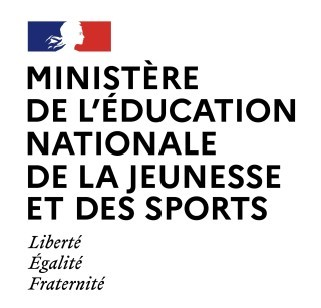 MINISTÈRE
DE L'ÉDUCATION
NATIONALE
DE LA JEUNESSE
ET DES SPORTS
Liberté
Égalité
Fraternité